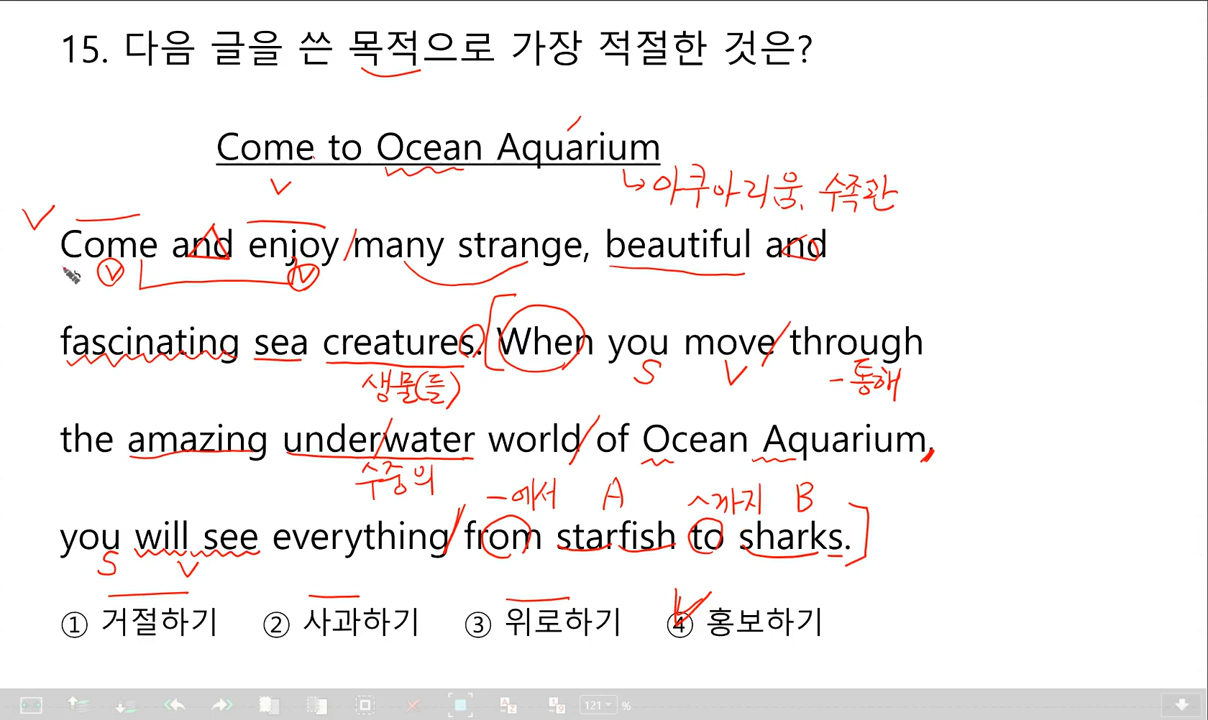 15. 다음 글을 쓴 목적으로 가장 적절한 것은?
Come to Ocean Aquarium
V
→아쿠아리움, 수족관
Come and enjoy many strange, beautiful and
V V
fascinating sea creatures. When you move through
생물(들) S V ~통해
the amazing underwater world of Ocean Aquarium,
수중의 ~에서 A ~까지 B
you will see everything from starfish to sharks.
S V
① 거절하기 ② 사과하기 ③ 위로하기 ④ 홍보하기
121 %